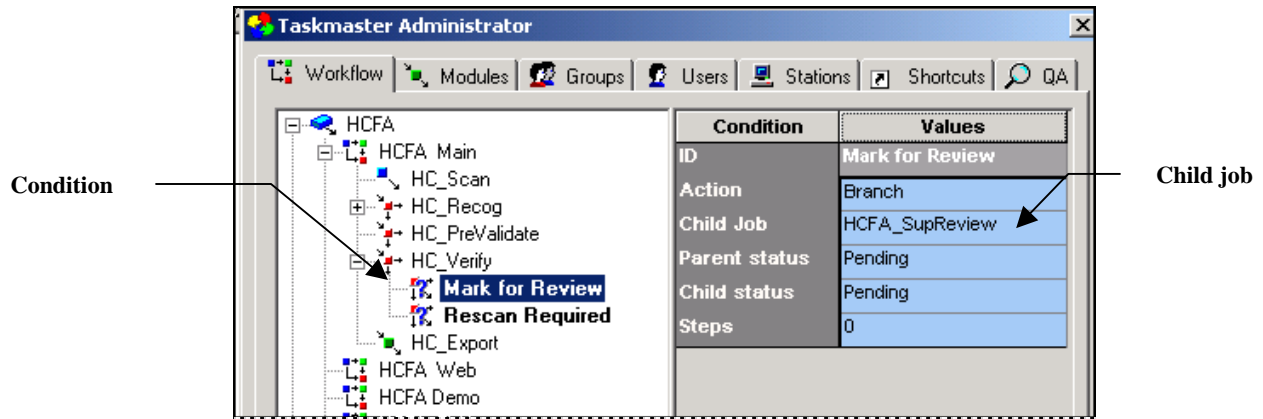 Taskmaster Administrator
Workflow Modules Groups Users Stations Shortcuts QA
HCFA
HCFA Main
HC_Scan
HC_Recog
HC_PreValidate
HC_Verify
Mark for Review
Rescan Required
HC_Export
HCFA Web
HCFA Demo
Condition Values
ID Mark for Review
Action Branch
Child Job HCFA_SupReview
Parent status Pending
Child status Pending
Steps 0
Condition
Child job